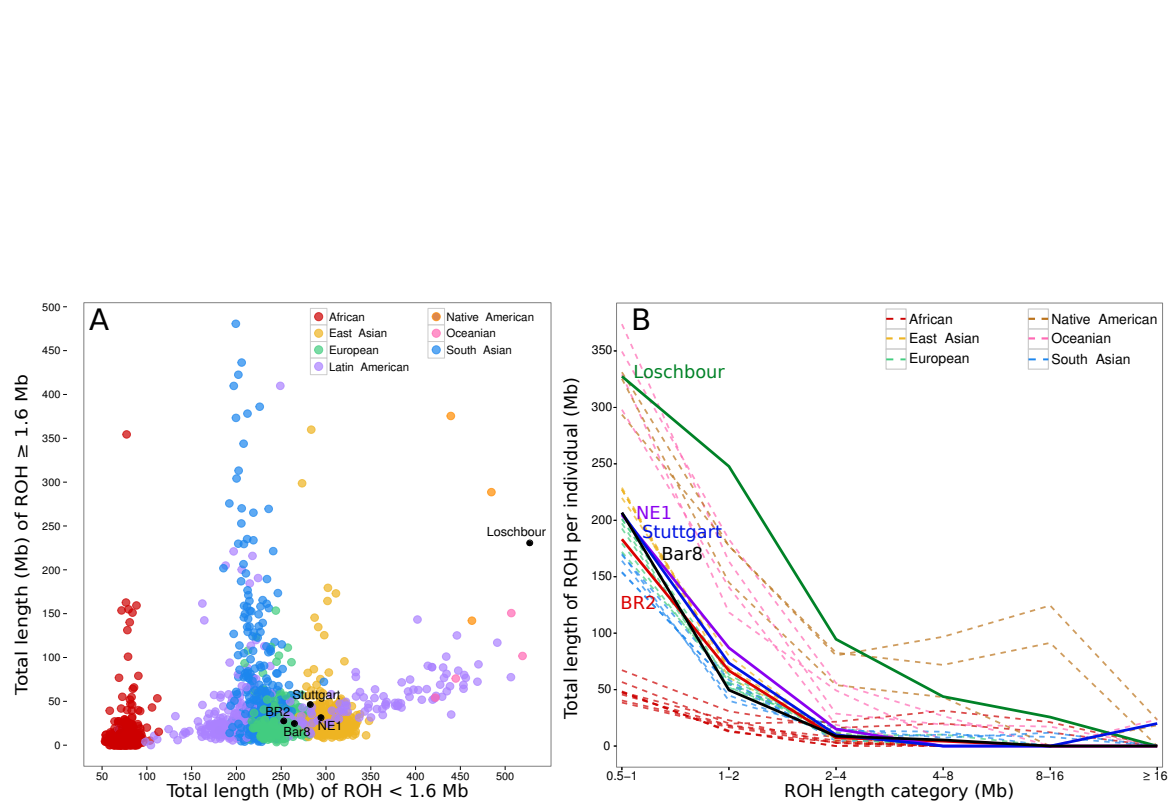 A
African
East Asian
European
Latin American
Native American
Oceanian
South Asian
Total length (Mb) of ROH ≥ 1.6 Mb
500
450
400
350
300
250
200
150
100
50
0
Loschbour
Stuttgart
BR2
NE1
Bar8
50 100 150 200 250 300 350 400 450 500
Total length (Mb) of ROH < 1.6 Mb
B
African
East Asian
European
Native American
Oceanian
South Asian
Total length of ROH per individual (Mb)
350
300
250
200
150
100
50
0
Loschbour
NE1
Stuttgart
Bar8
BR2
0.5–1 1–2 2–4 4–8 8–16 ≥ 16
ROH length category (Mb)